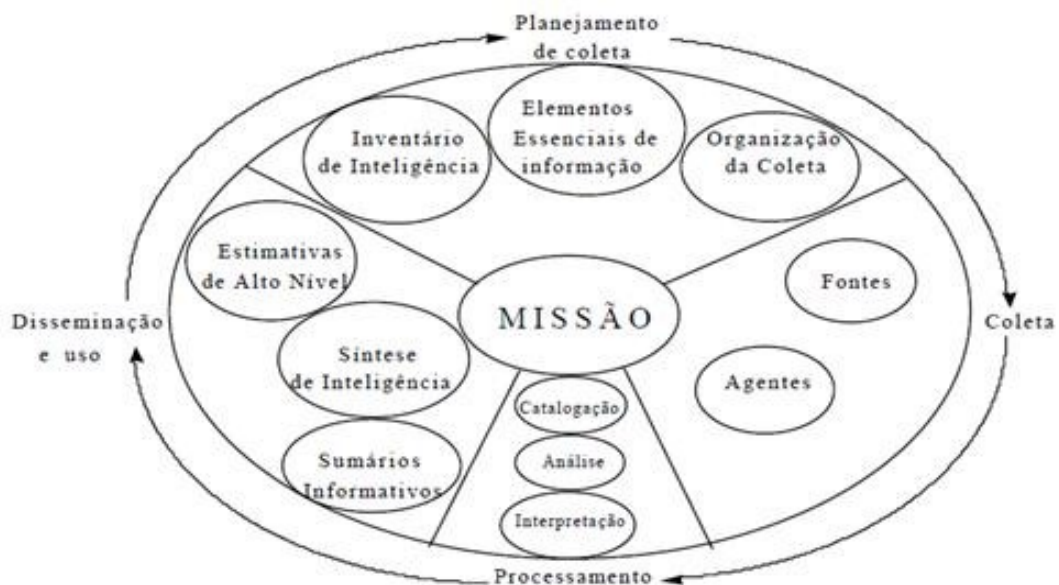 Planejamento
de coleta
Inventário
de Inteligência
Elementos
Essenciais de
informação
Organização
da Coleta
Estimativas
de Alto Nível
Fontes
MISSÃO
Disseminação
e uso
Coleta
Síntese
de Inteligência
Agentes
Catalogação
Análise
Sumários
Informativos
Interpretação
Processamento